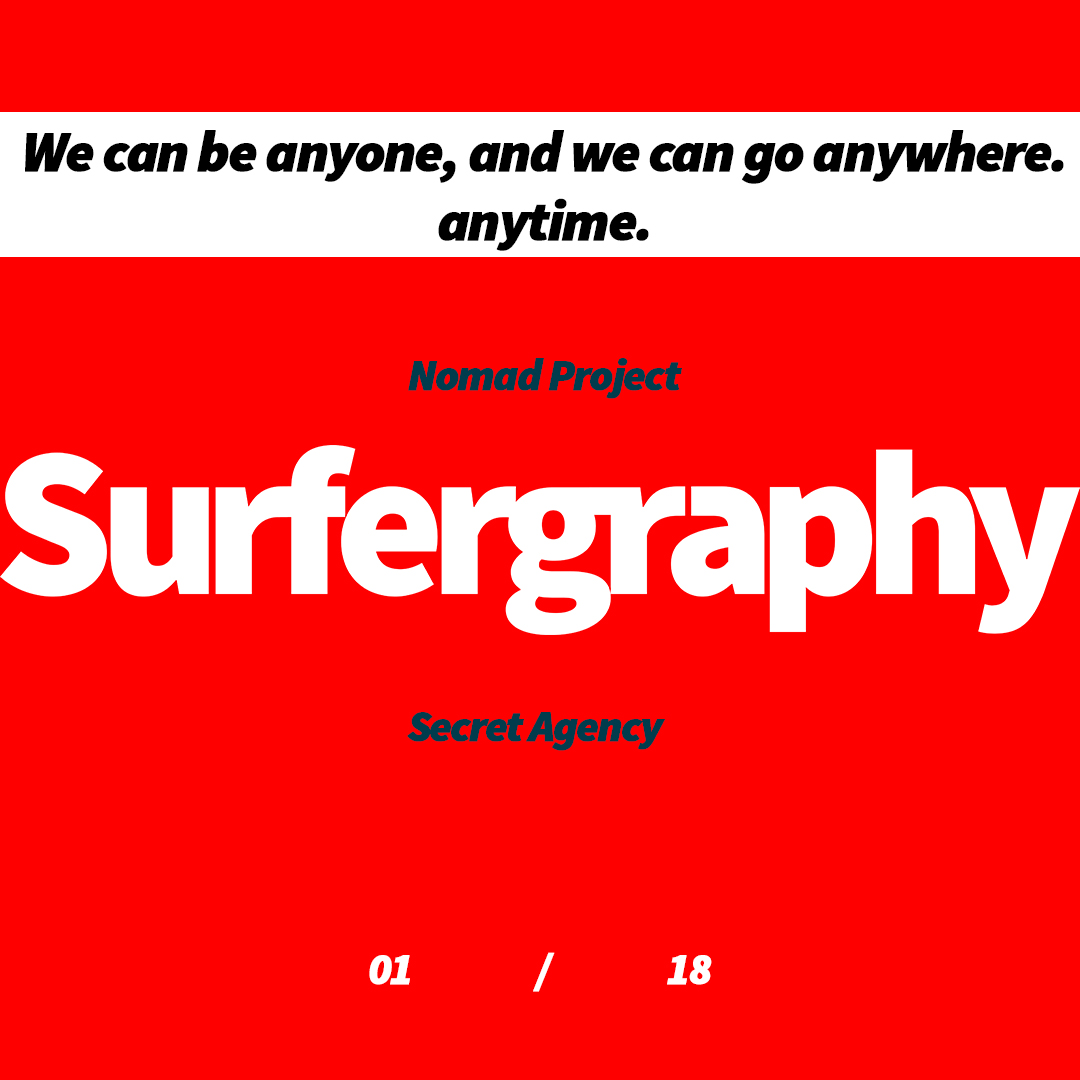 We can be anyone, and we can go anywhere.
anytime.
Nomad Project
Surfergraphy
Secret Agency
01 / 18